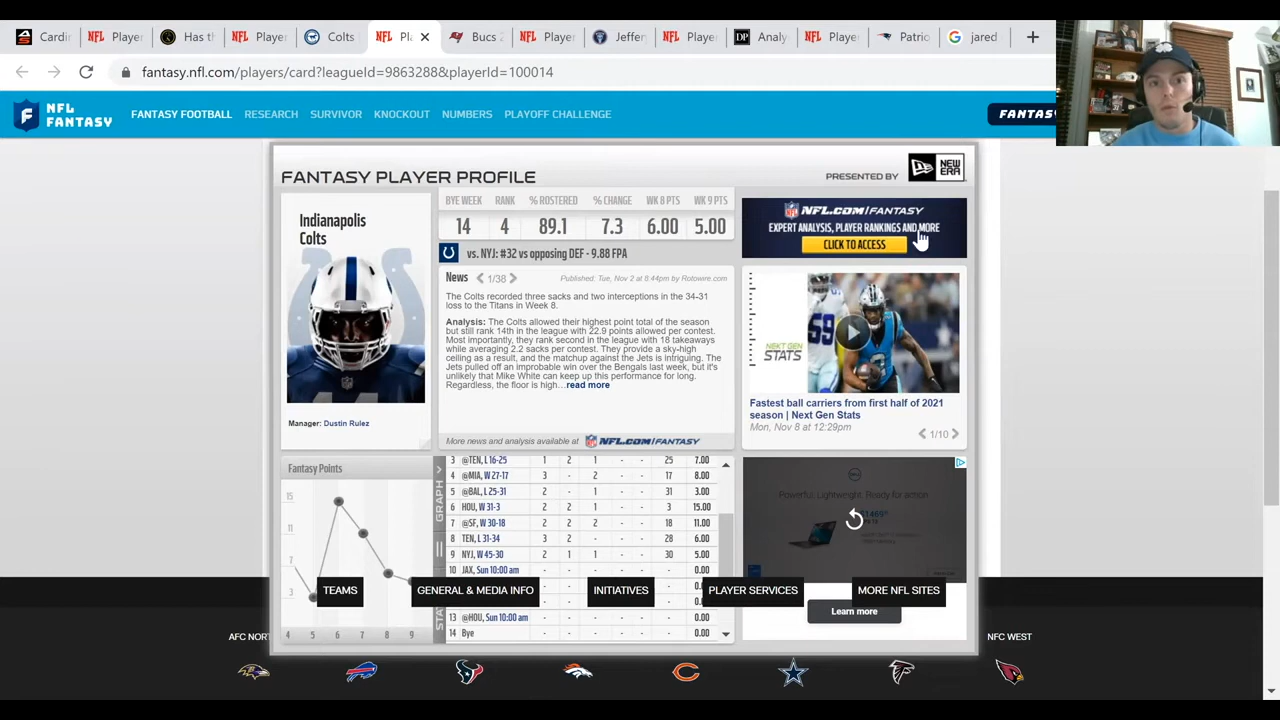 Cardi
NFL Player
Has th
NFL Player
Colts
NFL Pl
Bucs
NFL Player
Jeffer
NFL Player
DP Analy
NFL Player
Patrio
jared
fantasy.nfl.com/players/card?leagueId=9863288&playerId=100014
NFL
FANTASY
FANTASY FOOTBALL RESEARCH SURVIVOR KNOCKOUT NUMBERS PLAYOFF CHALLENGE
FANTASY
FANTASY PLAYER PROFILE
PRESENTED BY
NEW
ERA
Indianapolis
Colts
BYE WEEK RANK % ROSTERED % CHANGE WK 8 PTS WK 9 PTS
14 4 89.1 7.3 6.00 5.00
vs. NYJ: #32 vs opposing DEF - 9.88 FPA
NFL.COM/FANTASY
EXPERT ANALYSIS, PLAYER RANKINGS AND MORE
CLICK TO ACCESS
News 1/38 Published: Tue, Nov 2 at 8:44pm by Rotowire.com
The Colts recorded three sacks and two interceptions in the 34-31
loss to the Titans in Week 8.
Analysis: The Colts allowed their highest point total of the season
but still rank 14th in the league with 22.9 points allowed per contest.
Most importantly, they rank second in the league with 18 takeaways
while averaging 2.2 sacks per contest. They provide a sky-high
ceiling as a result, and the matchup against the Jets is intriguing. The
Jets pulled off an improbable win over the Bengals last week, but it's
unlikely that Mike White can keep up this performance for long.
Regardless, the floor is high...read more
More news and analysis available at NFL.COM/FANTASY
Manager: Dustin Rulez
NEXT GEN
STATS
59
Fastest ball carriers from first half of 2021
season | Next Gen Stats
Mon, Nov 8 at 12:29pm
1/10
Fantasy Points
15
11
7
3
4 5 6 7 8 9
GRAPH
3 @TEN, L 16-25 1 2 1 - - 25 7.00
4 @MIA, W 27-17 3 - 2 - - 17 8.00
5 @BAL, L 25-31 2 - 1 - - 31 3.00
6 HOU, W 31-3 2 2 1 - - 3 15.00
7 @SF, W 30-18 2 2 2 - - 18 11.00
8 TEN, L 31-34 3 2 - - - 28 6.00
9 NYJ, W 45-30 2 1 1 - - 30 5.00
10 JAX, Sun 10:00 am - - - - - - 0.00
13 @HOU, Sun 10:00 am - - - - - - 0.00
14 Bye - - - - - - 0.00
Powerful. Lightweight. Ready for action.
Learn more
TEAMS GENERAL & MEDIA INFO INITIATIVES PLAYER SERVICES MORE NFL SITES
AFC NORT
NFC WEST